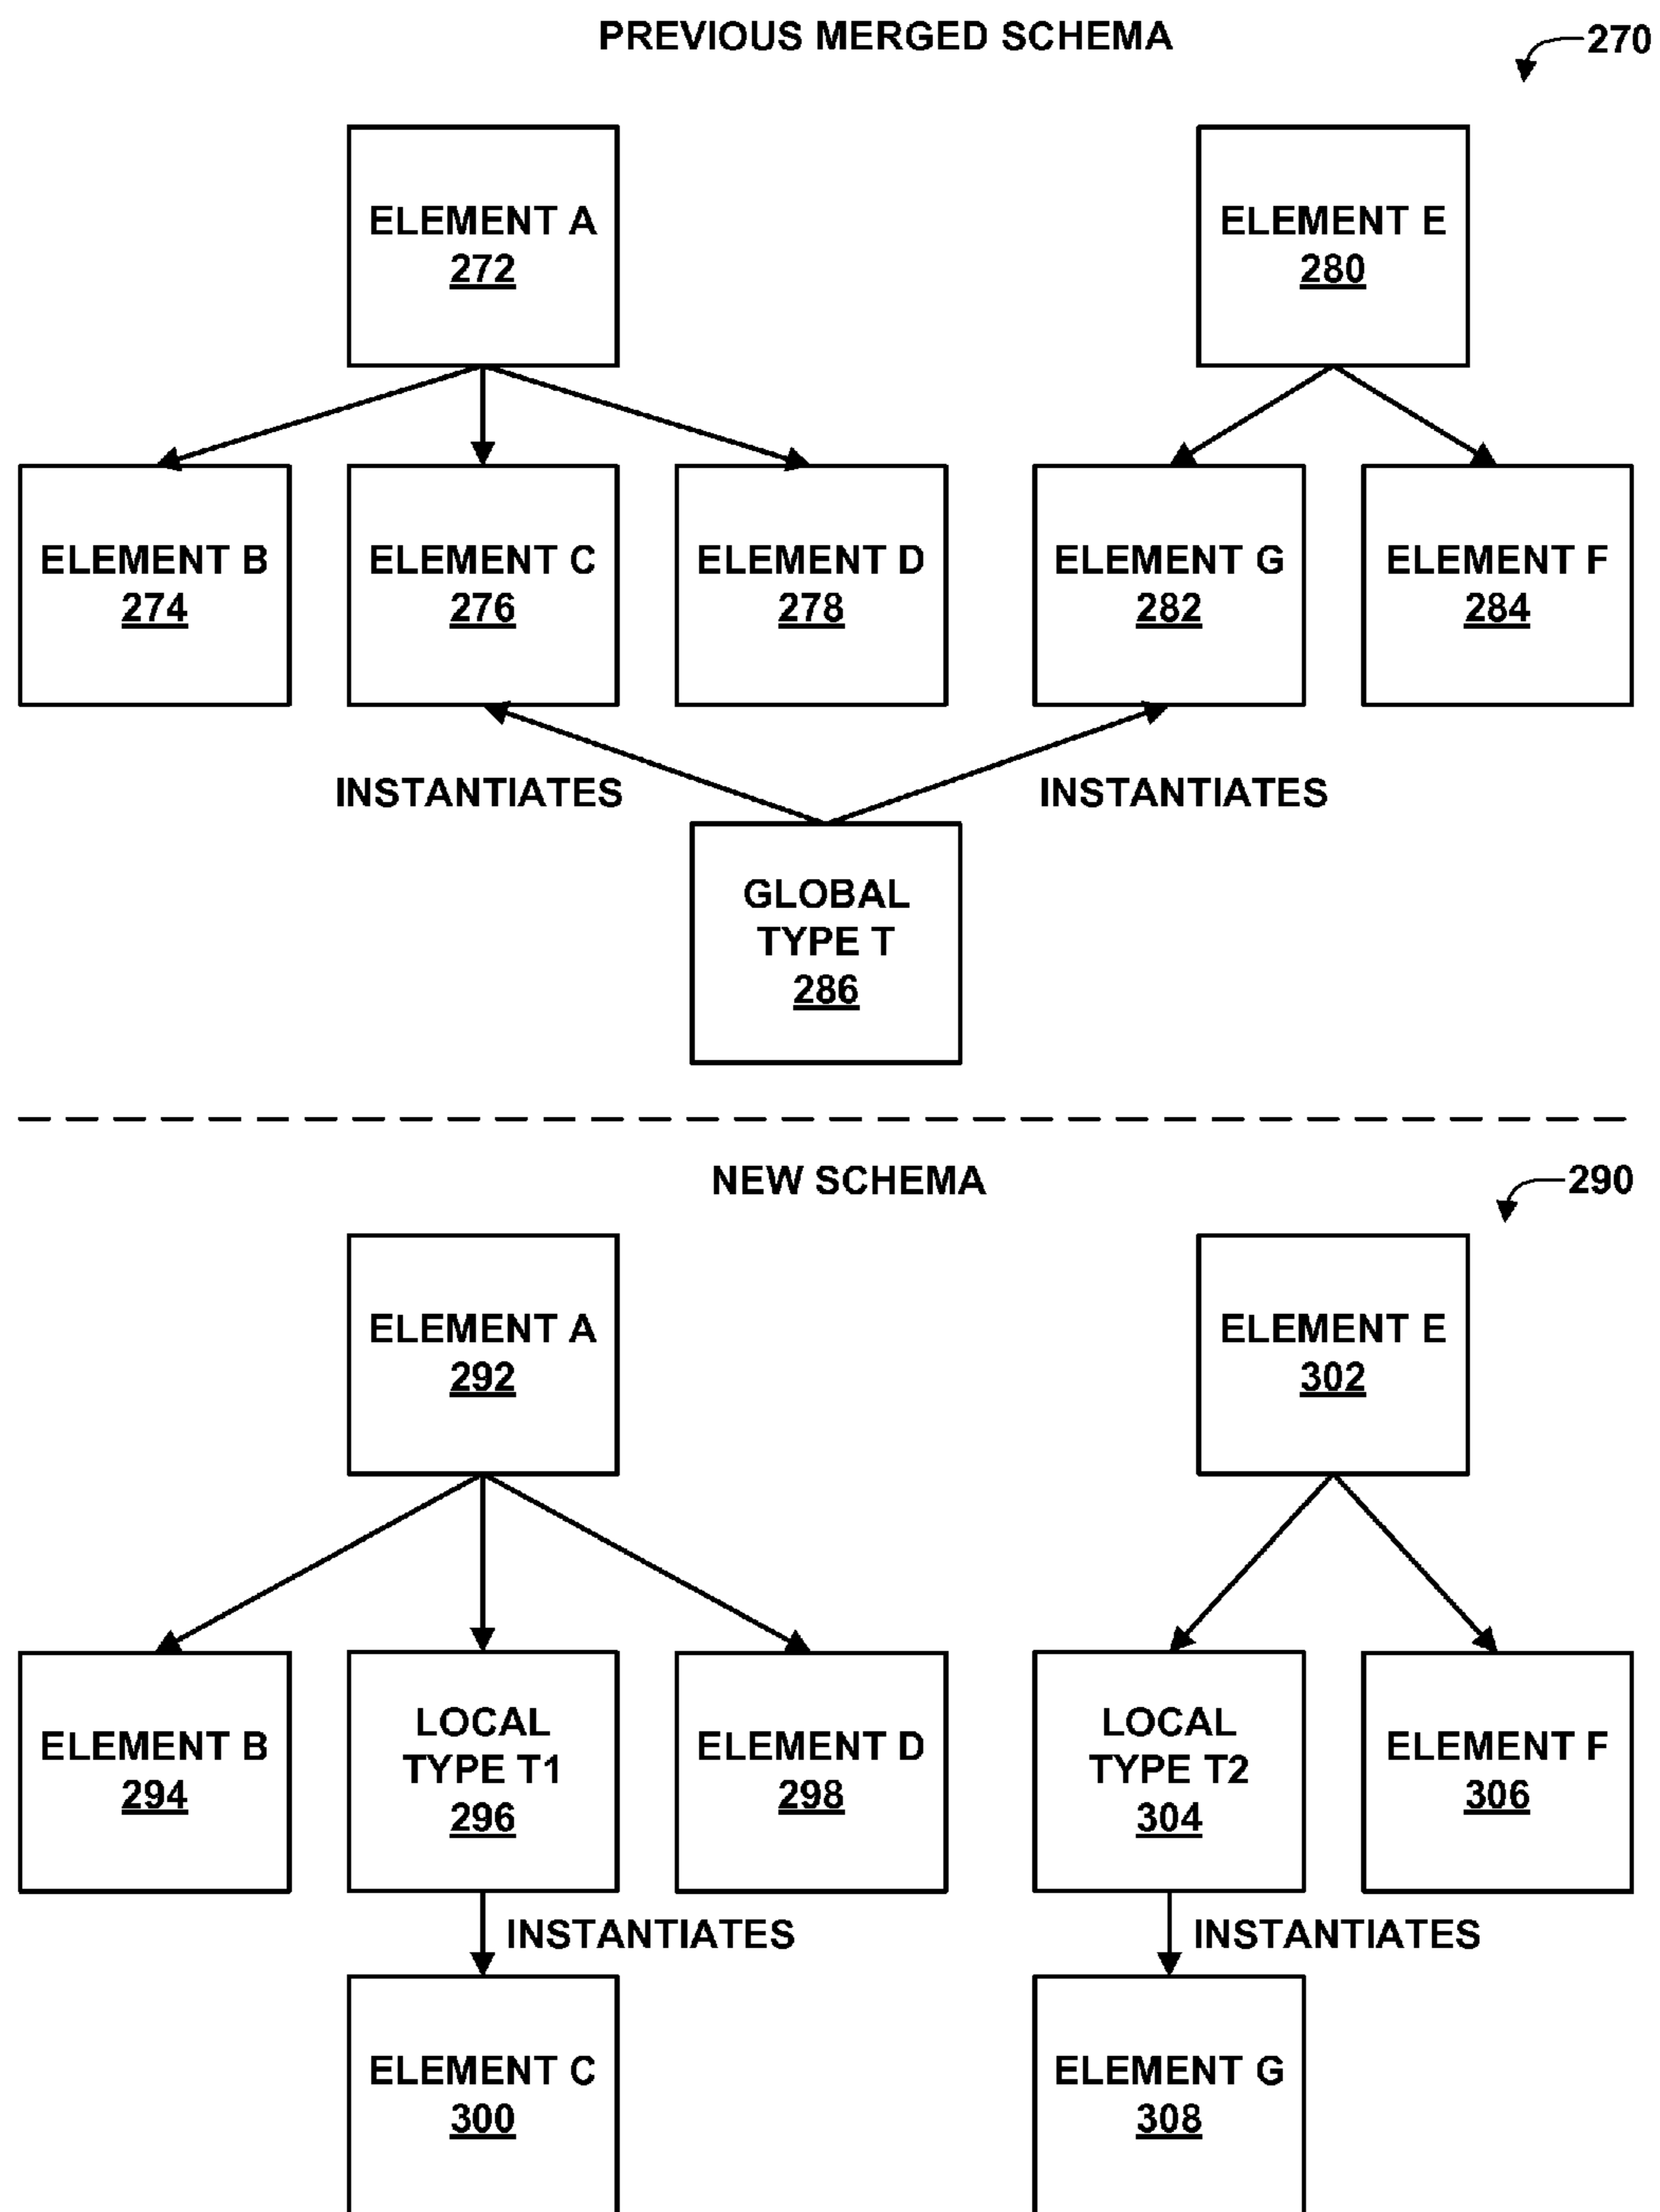 PREVIOUS MERGED SCHEMA
270
ELEMENT A
272
ELEMENT E
280
ELEMENT B
274
ELEMENT C
276
ELEMENT D
278
ELEMENT G
282
ELEMENT F
284
INSTANTIATES
INSTANTIATES
GLOBAL
TYPE T
286
NEW SCHEMA
290
ELEMENT A
292
ELEMENT E
302
ELEMENT B
294
LOCAL
TYPE T1
296
ELEMENT D
298
LOCAL
TYPE T2
304
ELEMENT F
306
INSTANTIATES
INSTANTIATES
ELEMENT C
300
ELEMENT G
308